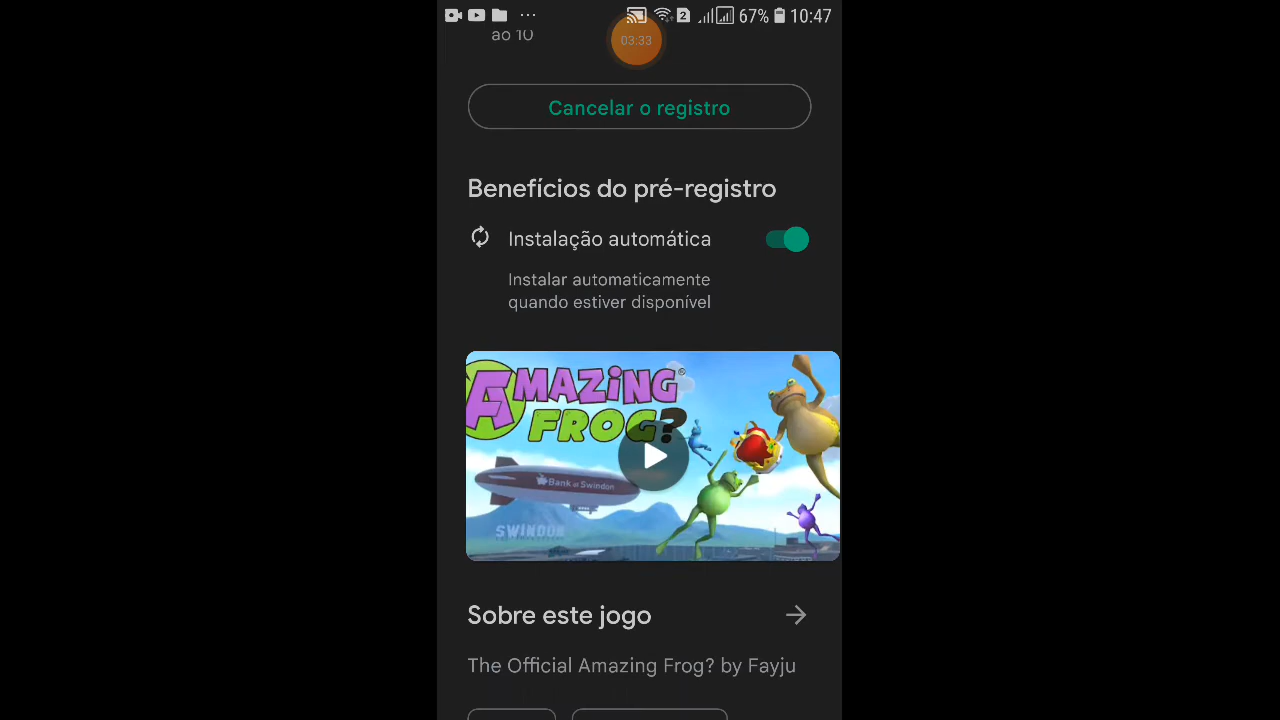 2 67% 10:47
ao 10
03:33
Cancelar o registro
Benefícios do pré-registro
Instalação automática
Instalar automaticamente
quando estiver disponível
AMAZING
FROG?
Bank of Swindon
SWINDON
Sobre este jogo
The Official Amazing Frog? by Fayju